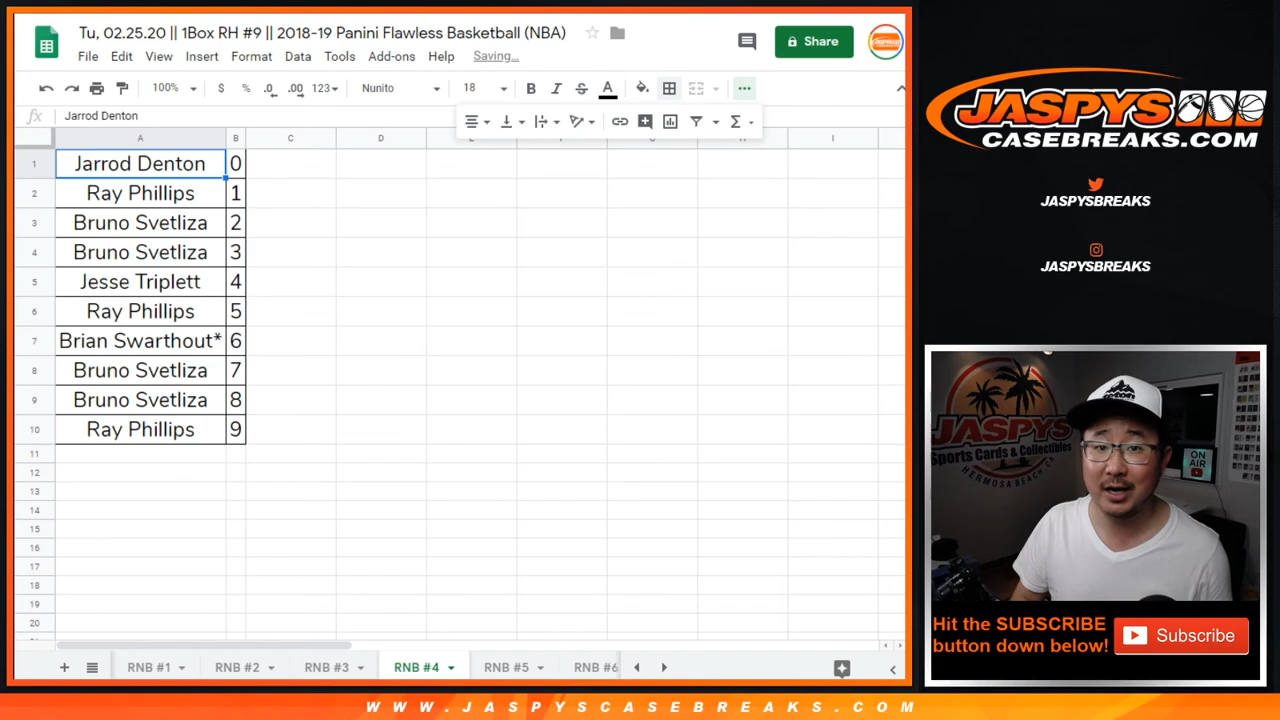 Tu, 02.25.20 || 1Box RH #9 || 2018-19 Panini Flawless Basketball (NBA)
File Edit View Insert Format Data Tools Add-ons Help Saving...
Share
100% $ % .0 .00 123 Nunito 18 B I S A
fx Jarrod Denton
A B C D E F G H I
1 Jarrod Denton 0
2 Ray Phillips 1
3 Bruno Svetliza 2
4 Bruno Svetliza 3
5 Jesse Triplett 4
6 Ray Phillips 5
7 Brian Swarthout* 6
8 Bruno Svetliza 7
9 Bruno Svetliza 8
10 Ray Phillips 9
11
12
13
14
15
16
17
18
19
20
RNB #1 RNB #2 RNB #3 RNB #4 RNB #5 RNB #6
JASPYS
CASEBREAKS.COM
JASPYSBREAKS
JASPYSBREAKS
JASPYS
Sports Cards & Collectibles
HERMOSA BEACH, CA
ON AIR
Hit the SUBSCRIBE
button down below!
Subscribe
WWW.JASPYSCASEBREAKS.COM